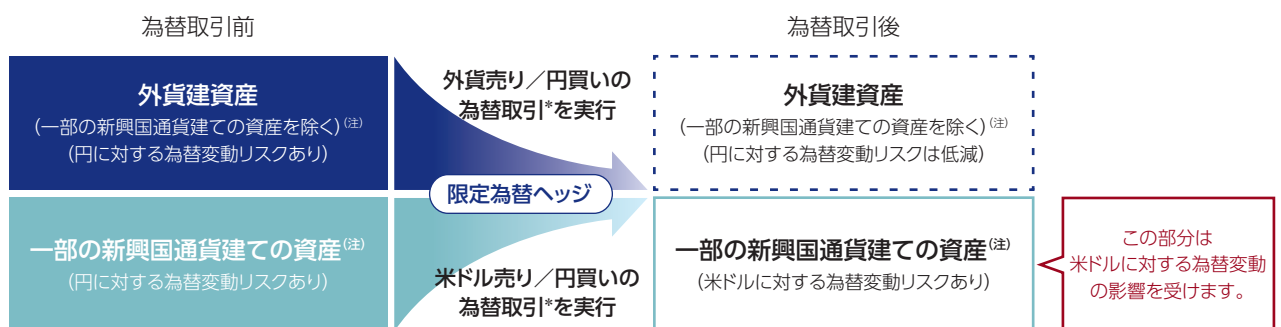 為替取引前
為替取引後
外貨建資産
(一部の新興国通貨建ての資産を除く)(注)
(円に対する為替変動リスクあり)
外貨売り／円買いの
為替取引*を実行
外貨建資産
(一部の新興国通貨建ての資産を除く)(注)
(円に対する為替変動リスクは低減)
限定為替ヘッジ
一部の新興国通貨建ての資産(注)
(円に対する為替変動リスクあり)
米ドル売り／円買いの
為替取引*を実行
一部の新興国通貨建ての資産(注)
(米ドルに対する為替変動リスクあり)
この部分は
米ドルに対する為替変動
の影響を受けます。